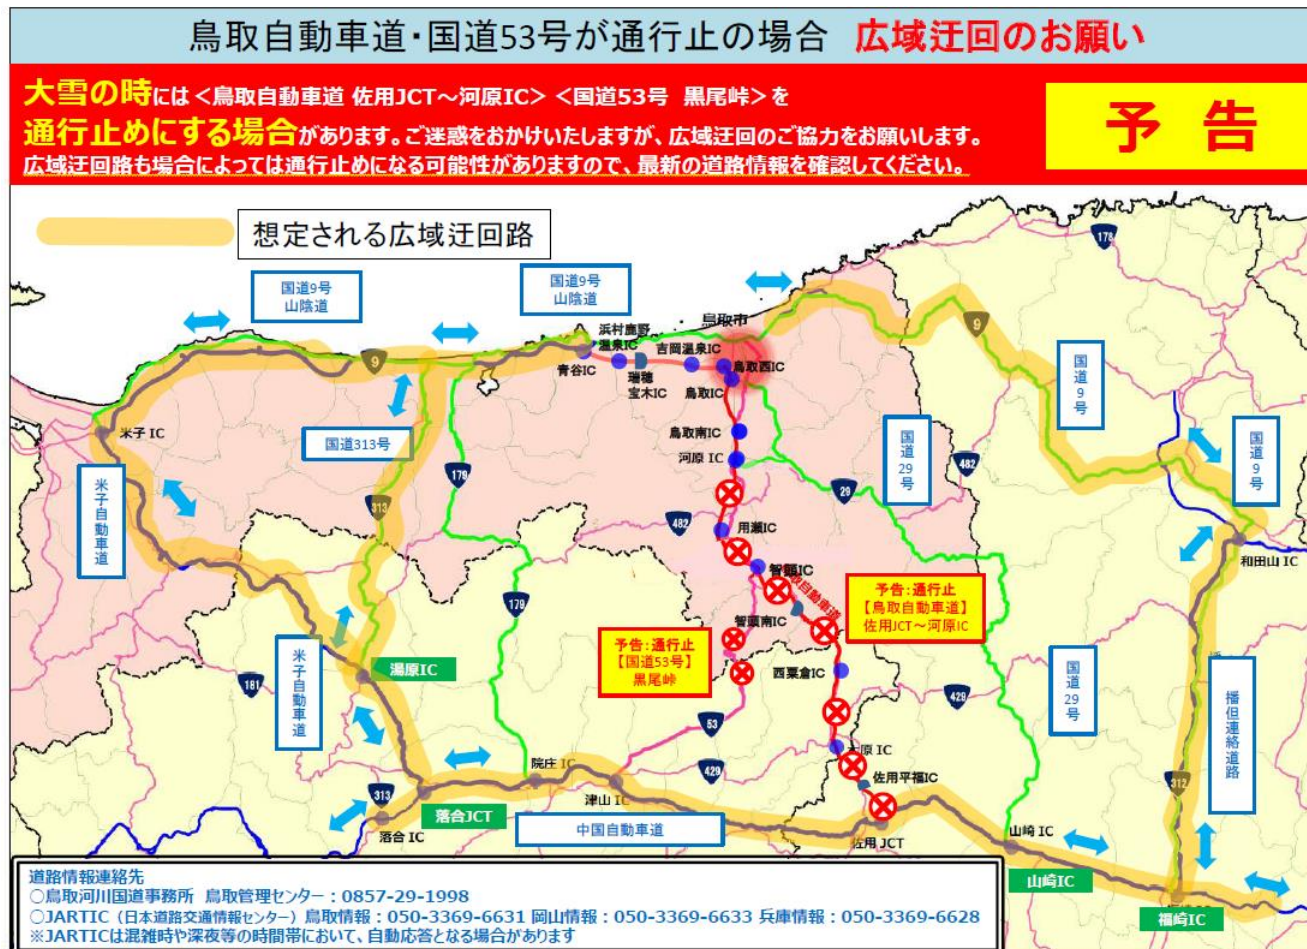 鳥取自動車道・国道53号が通行止の場合 広域迂回のお願い
大雪の時には<鳥取自動車道 佐用JCT~河原IC> <国道53号 黒尾峠>を
通行止めにする場合があります。ご迷惑をおかけいたしますが、広域迂回のご協力をお願いします。
広域迂回路も場合によっては通行止めになる可能性がありますので、最新の道路情報を確認してください。
予 告
想定される広域迂回路
178
国道9号
山陰道
国道9号
山陰道
鳥取市
浜村鹿野
温泉IC
吉岡温泉IC
鳥取西IC
青谷IC
瑞穂
宝木IC
鳥取IC
9
9
国道9号
米子 IC
国道313号
鳥取南IC
河原 IC
国道29号
482
国道9号
179
29
313
米子自動車道
482
用瀬IC
和田山 IC
智頭IC
鳥取自動車道
予告:通行止
【鳥取自動車道】
佐用JCT~河原IC
179
智頭南IC
予告:通行止
【国道53号】
黒尾峠
西粟倉IC
米子自動車道
湯原IC
181
国道29号
429
播但連絡道路
53
大原 IC
429
佐用平福IC
312
院庄 IC
津山 IC
313
落合JCT
落合 IC
中国自動車道
佐用 JCT
山崎 IC
山崎IC
福崎IC
道路情報連絡先
○鳥取河川国道事務所 鳥取管理センター:0857-29-1998
○JARTIC(日本道路交通情報センター)鳥取情報:050-3369-6631 岡山情報:050-3369-6633 兵庫情報:050-3369-6628
※JARTICは混雑時や深夜等の時間帯において、自動応答となる場合があります